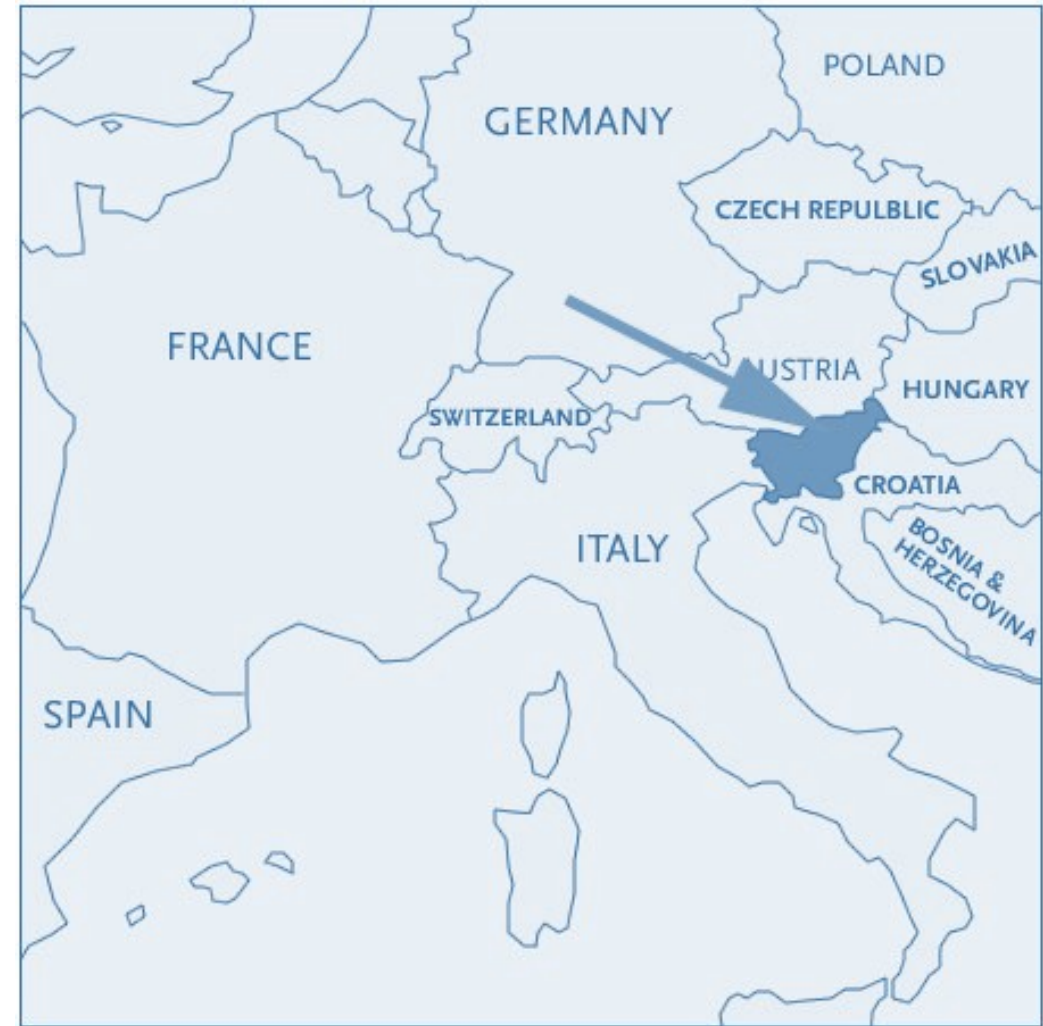 POLAND
GERMANY
CZECH REPULBLIC
SLOVAKIA
FRANCE
USTRIA
HUNGARY
SWITZERLAND
CROATIA
ITALY
BOSNIA &
HERZEGOVINA
SPAIN